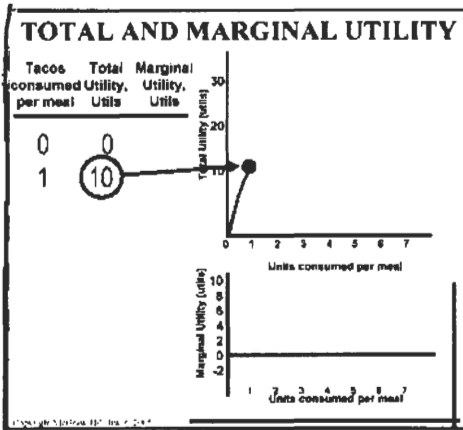 TOTAL AND MARGINAL UTILITY
Tacos consumed per meal
Total Utility, Utils
Marginal Utility, Utils
0 0
1 10
Total Utility (utils)
30
20
10
0 1 2 3 4 5 6 7
Units consumed per meal
Marginal Utility (utils)
10
8
6
4
2
0
-2
1 2 3 4 5 6 7
Units consumed per meal